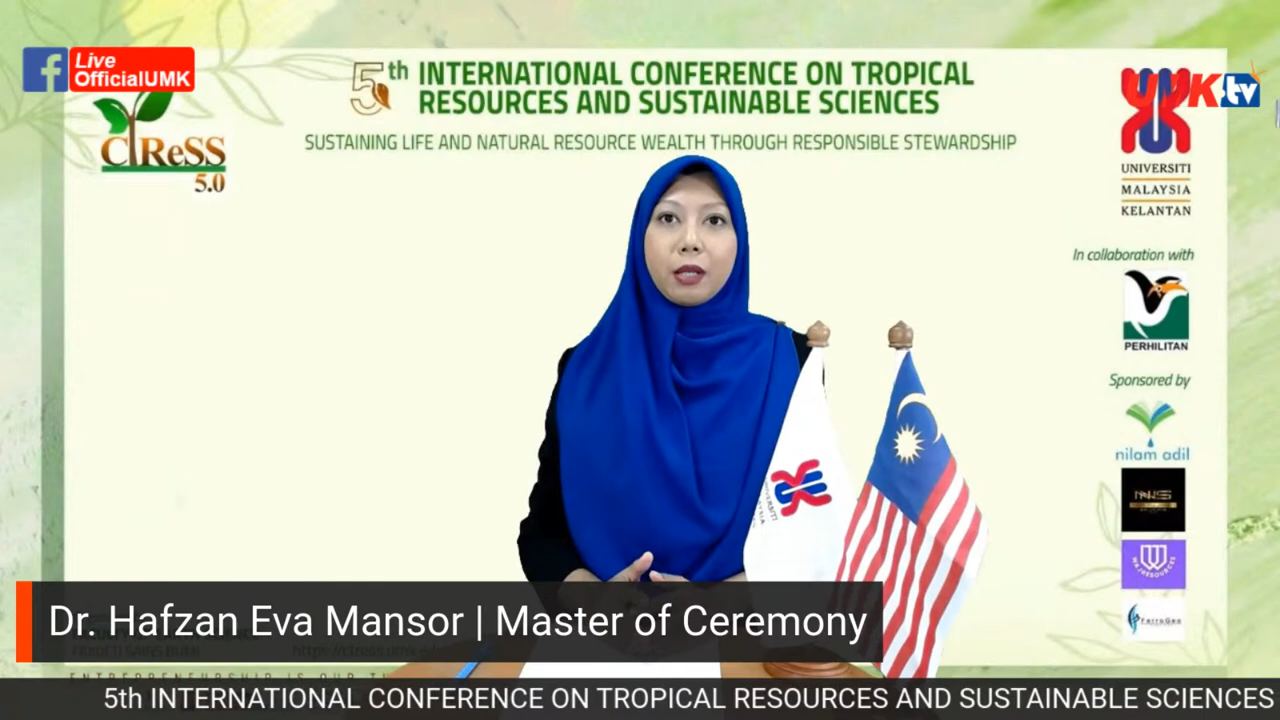 Live
OfficialUMK
5th INTERNATIONAL CONFERENCE ON TROPICAL
RESOURCES AND SUSTAINABLE SCIENCES
SUSTAINING LIFE AND NATURAL RESOURCE WEALTH THROUGH RESPONSIBLE STEWARDSHIP
CTReSS
5.0
UMKtv
UNIVERSITI
MALAYSIA
KELANTAN
In collaboration with
PERHILITAN
Sponsored by
nilam adil
UNIVERSITI
Dr. Hafzan Eva Mansor | Master of Ceremony
5th INTERNATIONAL CONFERENCE ON TROPICAL RESOURCES AND SUSTAINABLE SCIENCES